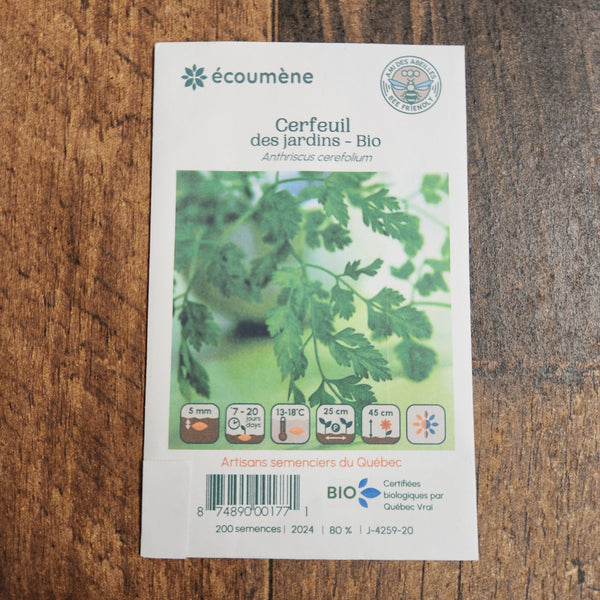 écoumène
AMI DES ABEILLES
BEE FRIENDLY
Cerfeuil
des jardins - Bio
Anthriscus cerefolium
5 mm
7 - 20
jours
days
13-18°C
25 cm
45 cm
Artisans semenciers du Québec
8 74890 00177 1
BIO
Certifiées
biologiques par
Québec Vrai
200 semences | 2024 | 80 % | J-4259-20